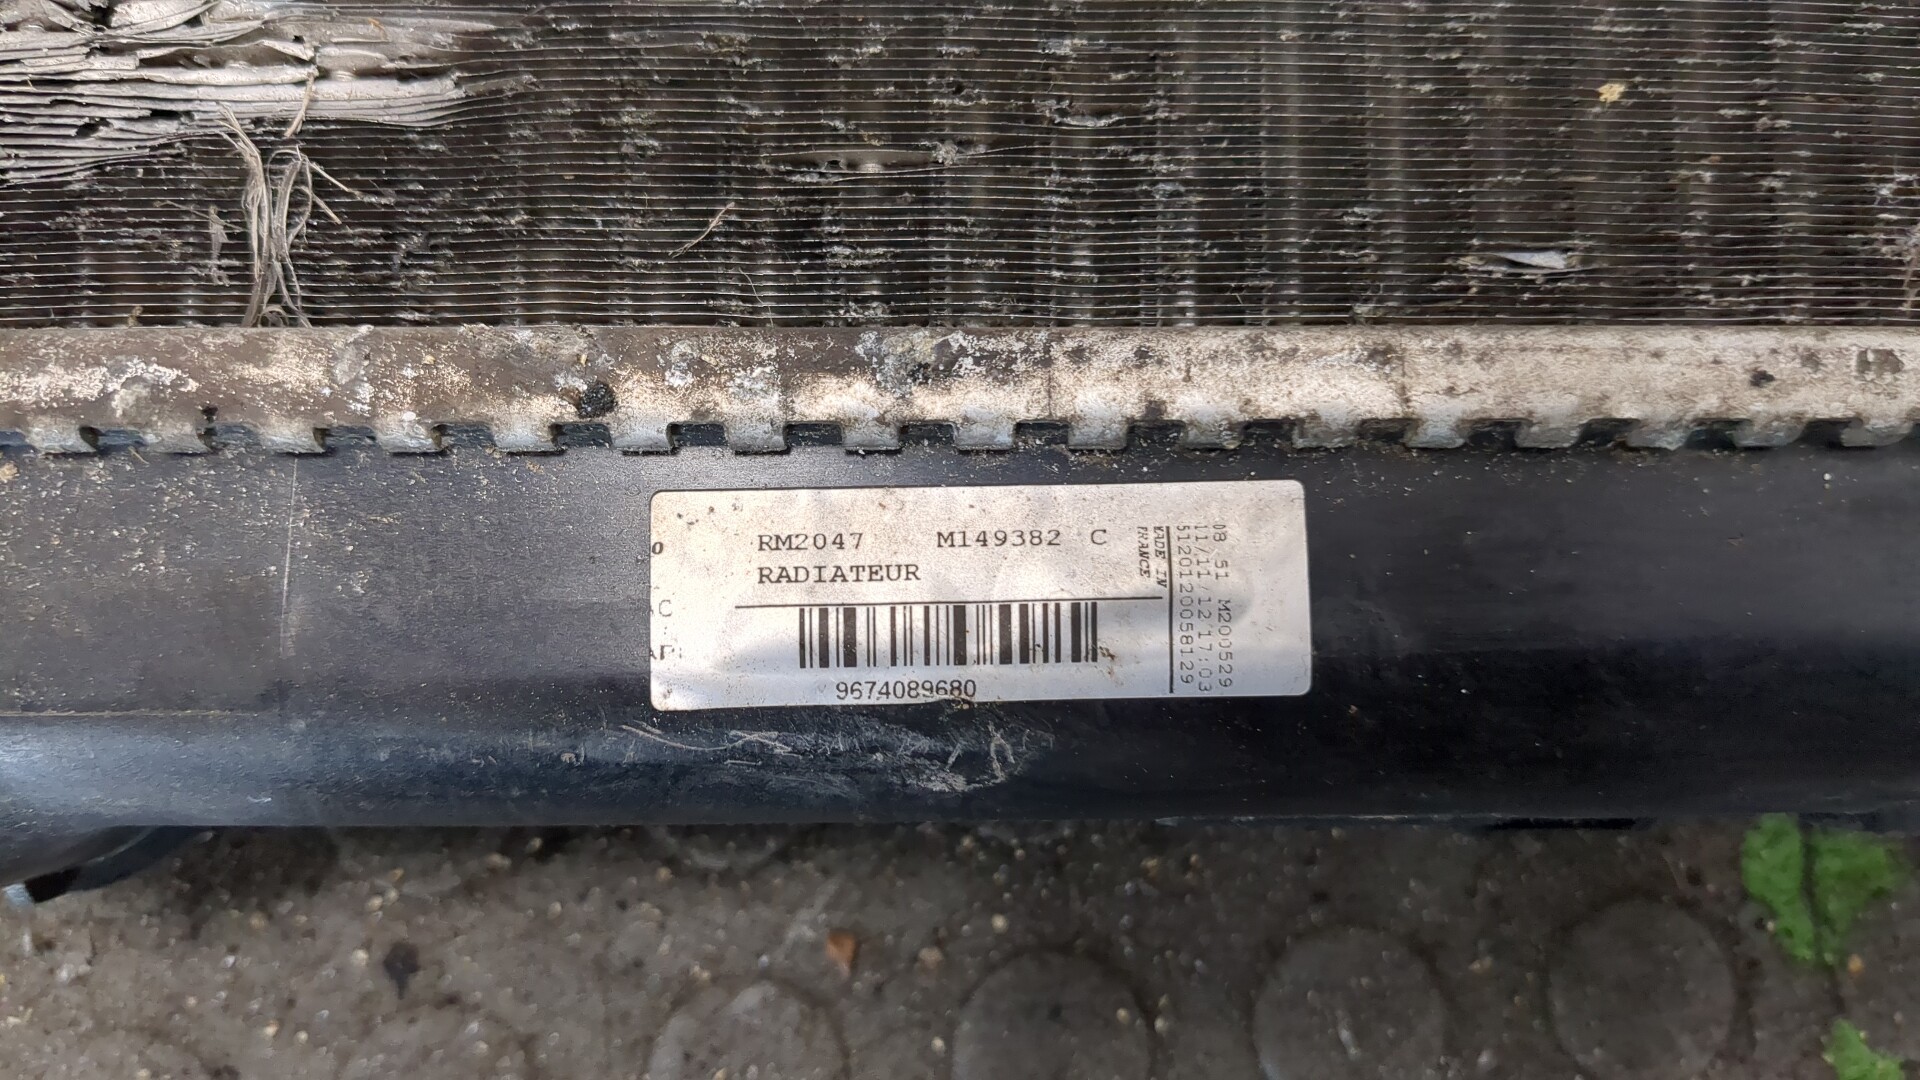 RM2047 M149382 C
RADIATEUR
9674089680
MADE IN
FRANCE
08 51 M200529
11/11/12 17:03
5120120058129